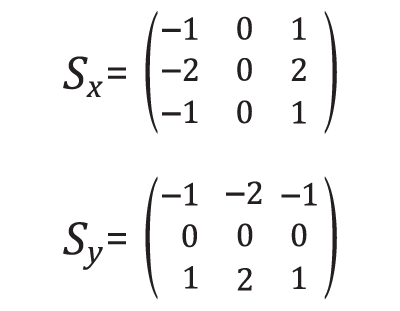 −1 0 1
Sx= −2 0 2
−1 0 1
−1 −2 −1
Sy= 0 0 0
1 2 1